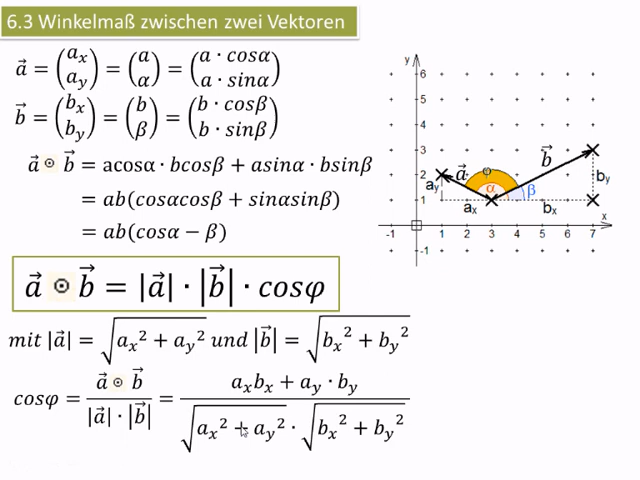 6.3 Winkelmaß zwischen zwei Vektoren
a⃗ = (aₓ a_y) = (a α) = (a · cosα a · sinα)
b⃗ = (bₓ b_y) = (b β) = (b · cosβ b · sinβ)
a⃗ ⊙ b⃗ = acosα · bcosβ + asinα · bsinβ
= ab(cosαcosβ + sinαsinβ)
= ab(cosα − β)
a⃗ ⊙ b⃗ = |a⃗| · |b⃗| · cosφ
mit |a⃗| = √(aₓ² + a_y²) und |b⃗| = √(bₓ² + b_y²)
cosφ = (a⃗ ⊙ b⃗)/(|a⃗| · |b⃗|) = (aₓbₓ + a_y · b_y)/(√(aₓ² + a_y²) · √(bₓ² + b_y²))
y
6
5
4
3
2
1
-1
-1 1 2 3 4 5 6 7
x
a⃗ φ b⃗
a_y α β b_y
aₓ bₓ